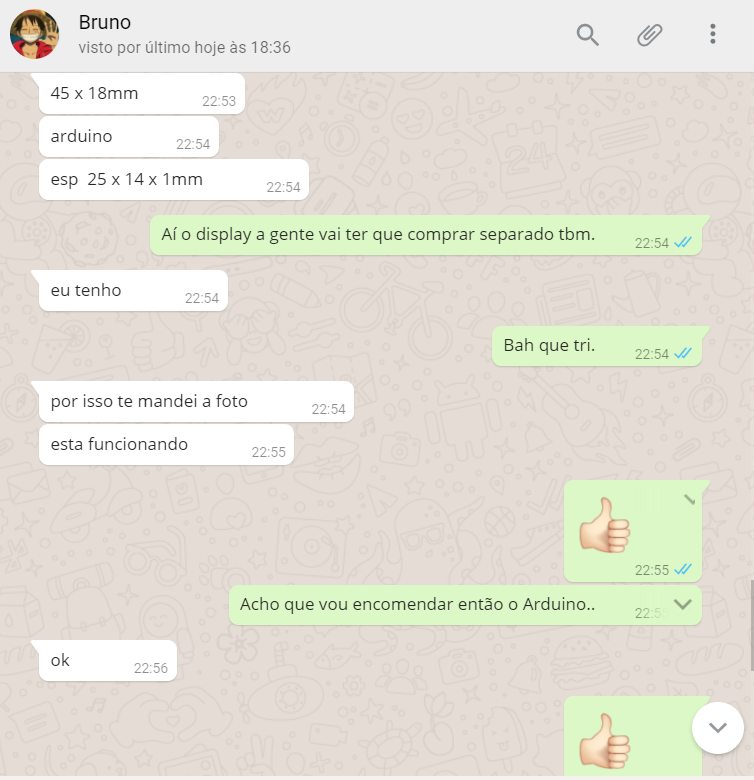 Bruno
visto por último hoje às 18:36
45 x 18mm
22:53
arduino
22:54
esp  25 x 14 x 1mm
22:54
Aí o display a gente vai ter que comprar separado tbm.
22:54
eu tenho
22:54
Bah que tri.
22:54
por isso te mandei a foto
22:54
esta funcionando
22:55
22:55
Acho que vou encomendar então o Arduino..
ok
22:56